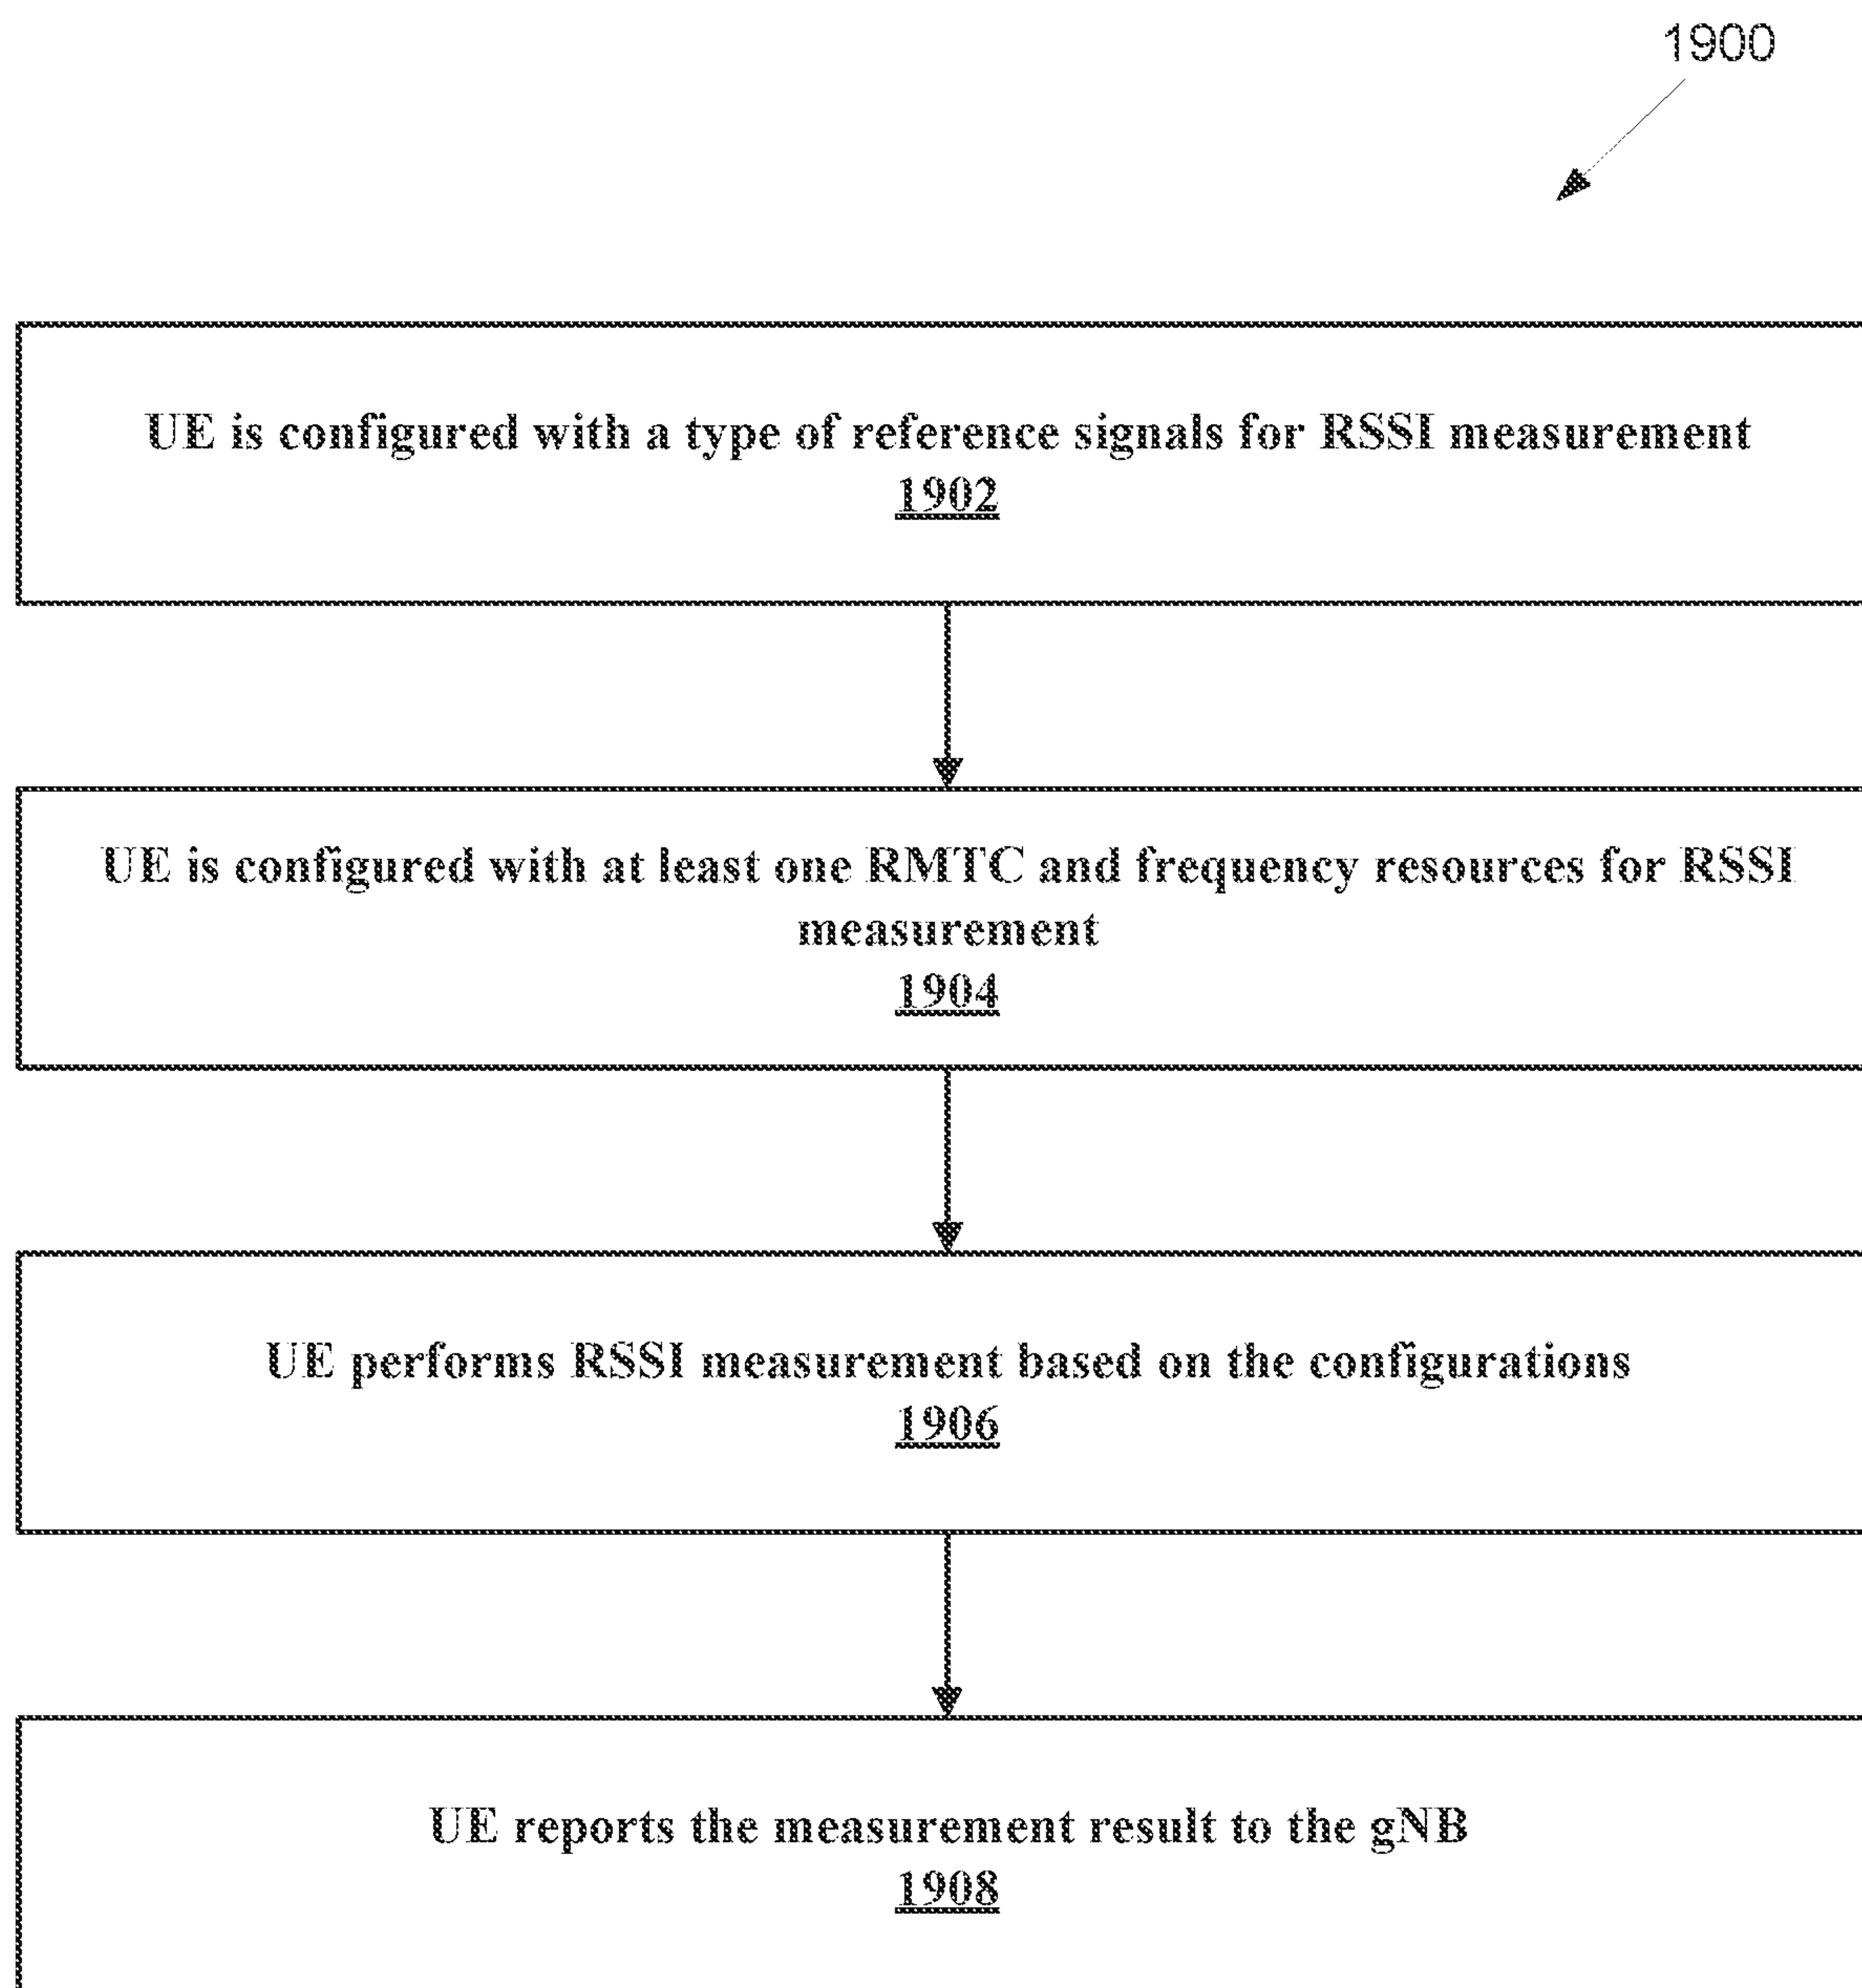 1900
UE is configured with a type of reference signals for RSSI measurement
1902
UE is configured with at least one RMTC and frequency resources for RSSI
measurement
1904
UE performs RSSI measurement based on the configurations
1906
UE reports the measurement result to the gNB
1908